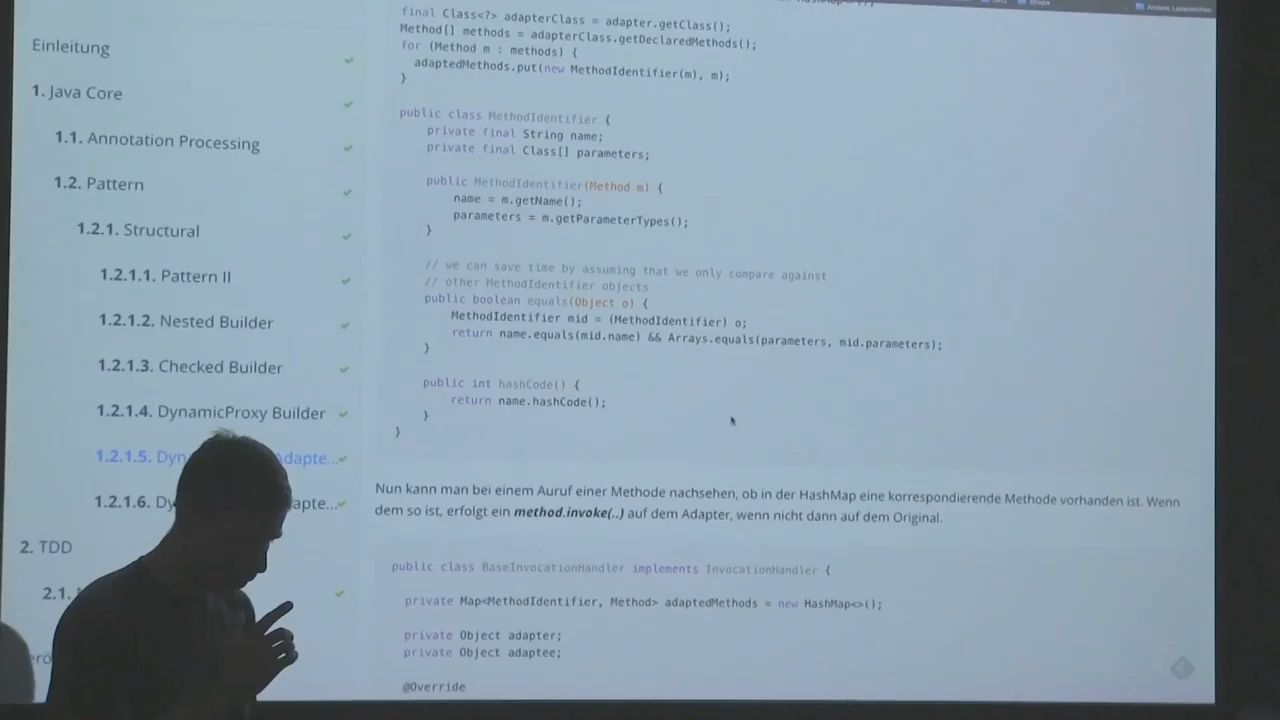 Einleitung
1. Java Core
1.1. Annotation Processing
1.2. Pattern
1.2.1. Structural
1.2.1.1. Pattern II
1.2.1.2. Nested Builder
1.2.1.3. Checked Builder
1.2.1.4. DynamicProxy Builder
1.2.1.5. Dyn dapte...
1.2.1.6. Dy apte...
2. TDD
2.1.
final Class<?> adapterClass = adapter.getClass();
Method[] methods = adapterClass.getDeclaredMethods();
for (Method m : methods) {
adaptedMethods.put(new MethodIdentifier(m), m);
}
public class MethodIdentifier {
private final String name;
private final Class[] parameters;
public MethodIdentifier(Method m) {
name = m.getName();
parameters = m.getParameterTypes();
}
// we can save time by assuming that we only compare against
// other MethodIdentifier objects
public boolean equals(Object o) {
MethodIdentifier mid = (MethodIdentifier) o;
return name.equals(mid.name) && Arrays.equals(parameters, mid.parameters);
}
public int hashCode() {
return name.hashCode();
}
}
Nun kann man bei einem Auruf einer Methode nachsehen, ob in der HashMap eine korrespondierende Methode vorhanden ist. Wenn
dem so ist, erfolgt ein method.invoke(..) auf dem Adapter, wenn nicht dann auf dem Original.
public class BaseInvocationHandler implements InvocationHandler {
private Map<MethodIdentifier, Method> adaptedMethods = new HashMap<>();
private Object adapter;
private Object adaptee;
@Override